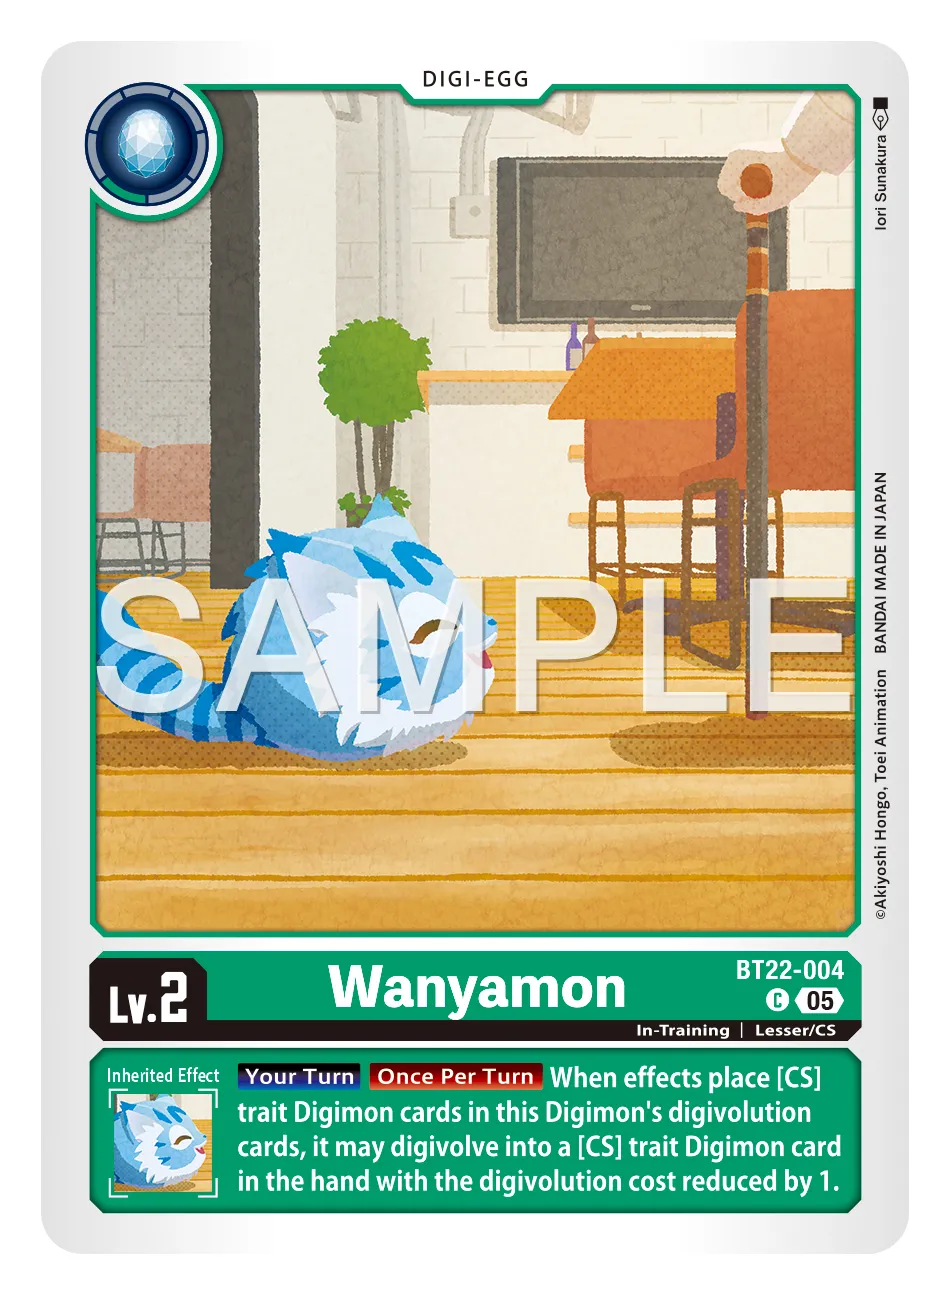 DIGI-EGG
Iori Sunakura
BANDAI MADE IN JAPAN
©Akiyoshi Hongo, Toei Animation
SAMPLE
Lv.2
Wanyamon
BT22-004
C 05
In-Training | Lesser/CS
Inherited Effect
Your Turn Once Per Turn When effects place [CS]
trait Digimon cards in this Digimon's digivolution
cards, it may digivolve into a [CS] trait Digimon card
in the hand with the digivolution cost reduced by 1.